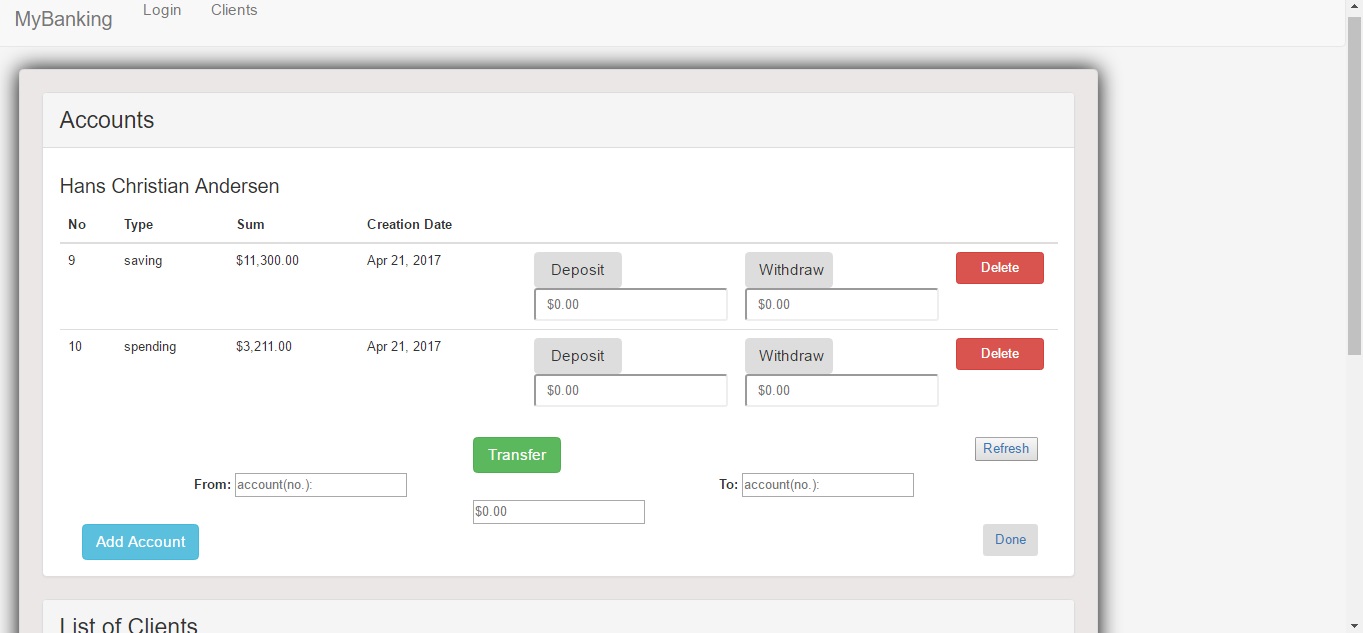 MyBanking Login Clients
Accounts
Hans Christian Andersen
No Type Sum Creation Date
9 saving $11,300.00 Apr 21, 2017 Deposit Withdraw Delete
$0.00 $0.00
10 spending $3,211.00 Apr 21, 2017 Deposit Withdraw Delete
$0.00 $0.00
Transfer Refresh
From: account(no.): To: account(no.):
$0.00
Add Account Done
List of Clients